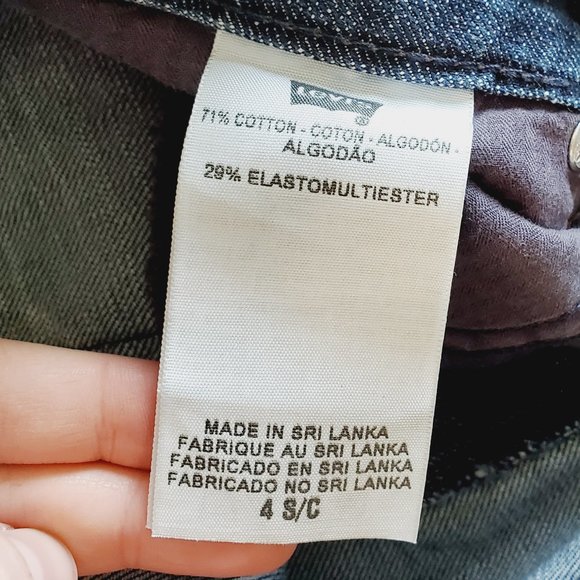 Levi's
®
71% COTTON - COTON - ALGODÓN -
ALGODÃO
29% ELASTOMULTIESTER
MADE IN SRI LANKA
FABRIQUE AU SRI LANKA
FABRICADO EN SRI LANKA
FABRICADO NO SRI LANKA
4 S/C